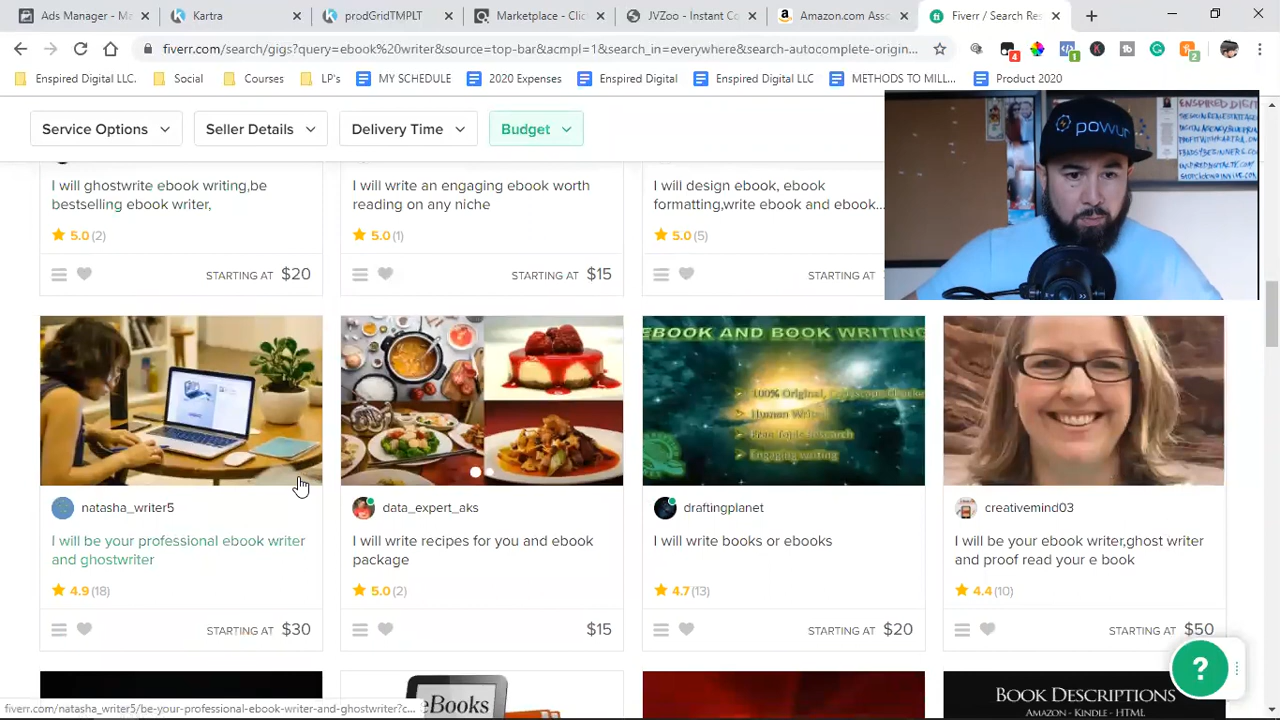 Ads Manager - Ma
Kartra
prodGridTMPLT
Marketplace - Clic
JVZoo - Instant Co
Amazon.com Asso
Fiverr / Search Res
fiverr.com/search/gigs?query=ebook%20writer&source=top-bar&acmpl=1&search_in=everywhere&search-autocomplete-origin...
Enspired Digital LLC.
Social
Courses
LP's
MY SCHEDULE
2020 Expenses
Enspired Digital
Enspired Digital LLC
METHODS TO MILL...
Product 2020
Service Options
Seller Details
Delivery Time
Budget
powur
I will ghostwrite ebook writing,be
bestselling ebook writer,
5.0 (2)
STARTING AT $20
I will write an engaging ebook worth
reading on any niche
5.0 (1)
STARTING AT $15
I will design ebook, ebook
formatting,write ebook and ebook...
5.0 (5)
STARTING AT
natasha_writer5
I will be your professional ebook writer
and ghostwriter
4.9 (18)
STARTING AT $30
data_expert_aks
I will write recipes for you and ebook
package
5.0 (2)
$15
EBOOK AND BOOK WRITING
Human Writ
Engaging writing
draftingplanet
I will write books or ebooks
4.7 (13)
STARTING AT $20
creativemind03
I will be your ebook writer,ghost writer
and proof read your e book
4.4 (10)
STARTING AT $50
?
eBooks
BOOK DESCRIPTIONS
AMAZON - KINDLE - HTML
fiverr.com/natasha_writer5/be-your-professional-ebook-writer-and-ghostwriter-c...